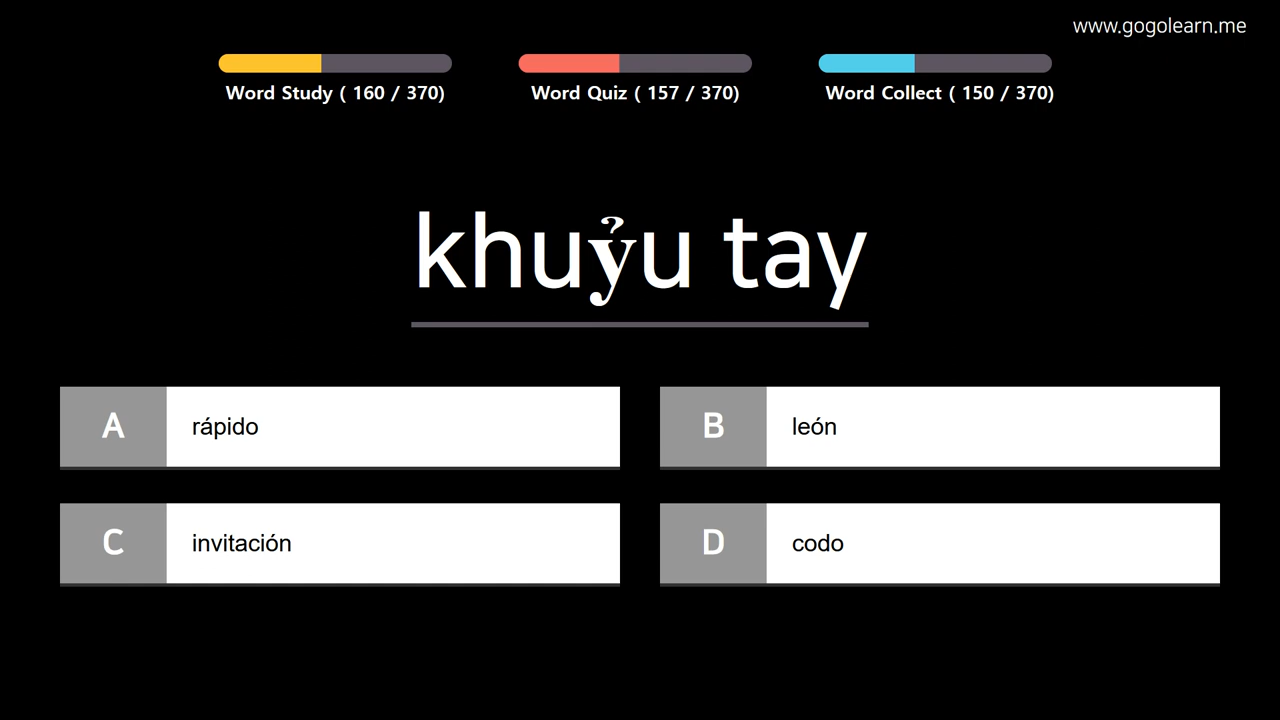 www.gogolearn.me
Word Study ( 160 / 370)
Word Quiz ( 157 / 370)
Word Collect ( 150 / 370)
khuỷu tay
A rápido
B león
C invitación
D codo